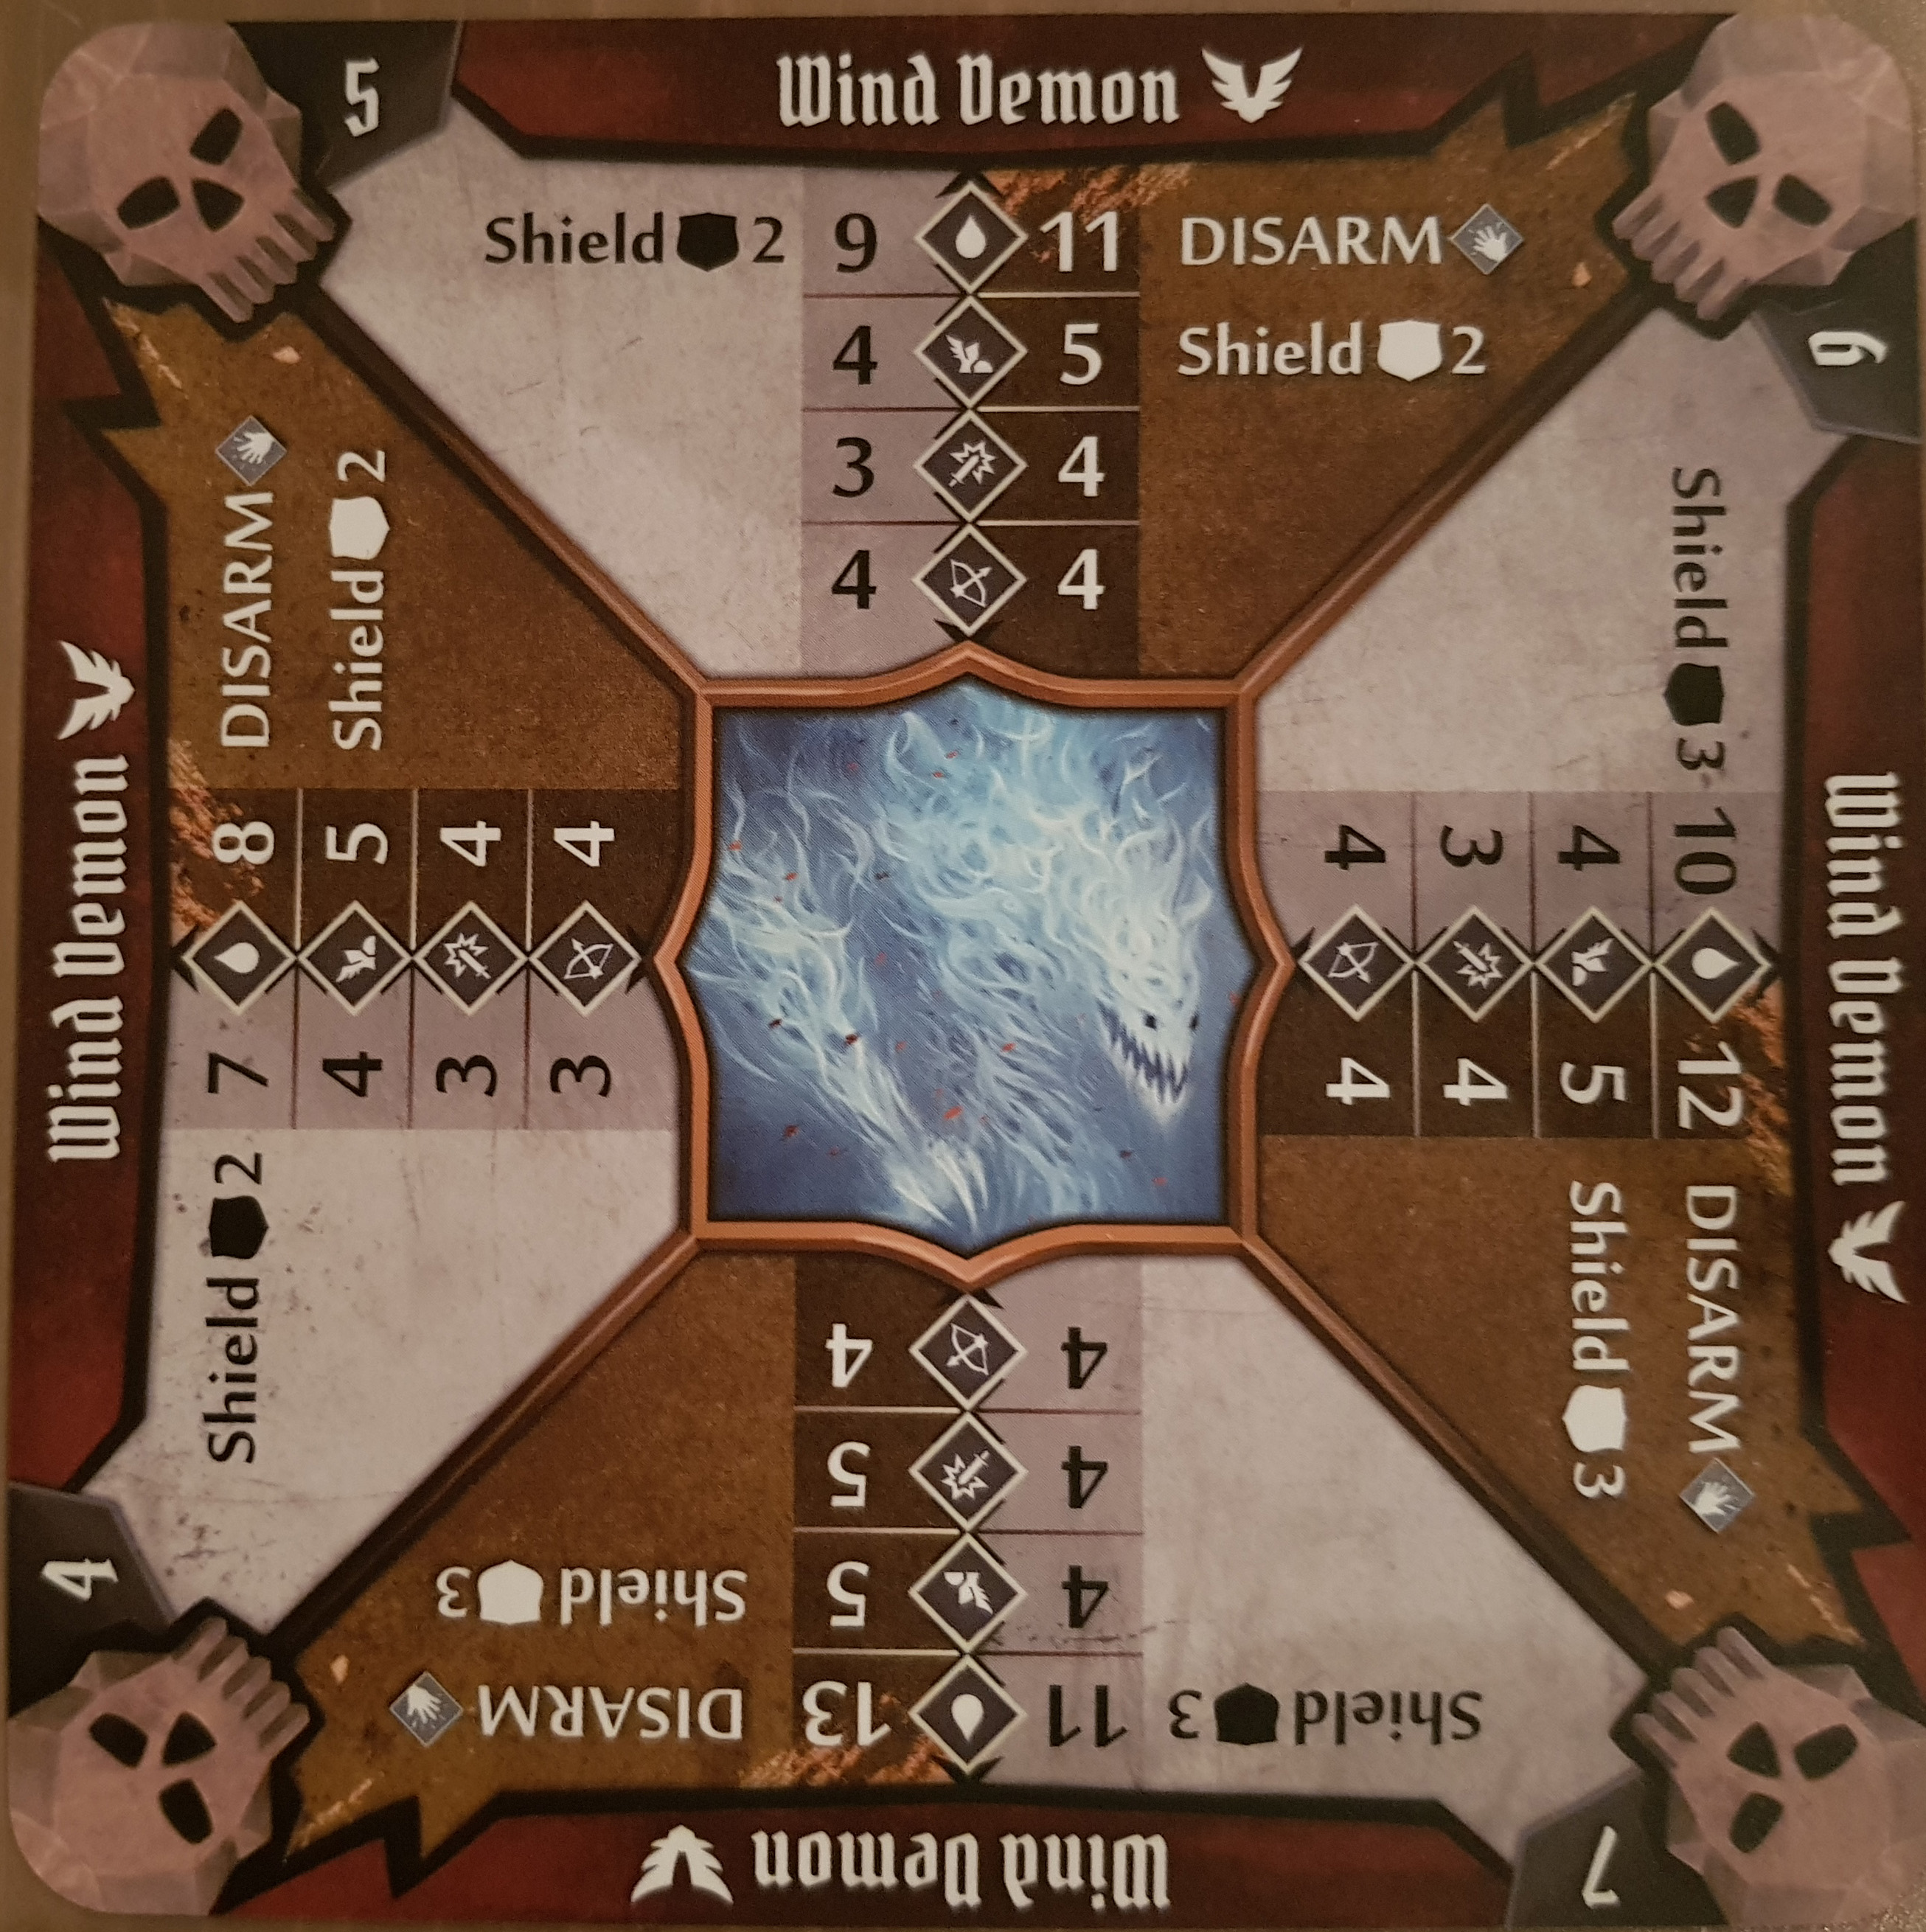 5
Wind Demon
Shield 2 9 11 DISARM
4 5 Shield 2
3 4
4 4
6
Wind Demon
Shield 3 10 12 DISARM
4 5 Shield 3
3 4
4 4
7
Wind Demon
Shield 3 11 13 DISARM
4 5 Shield 3
4 5
4 4
4
Wind Demon
Shield 2 7 8 DISARM
4 5 Shield 2
3 4
3 4